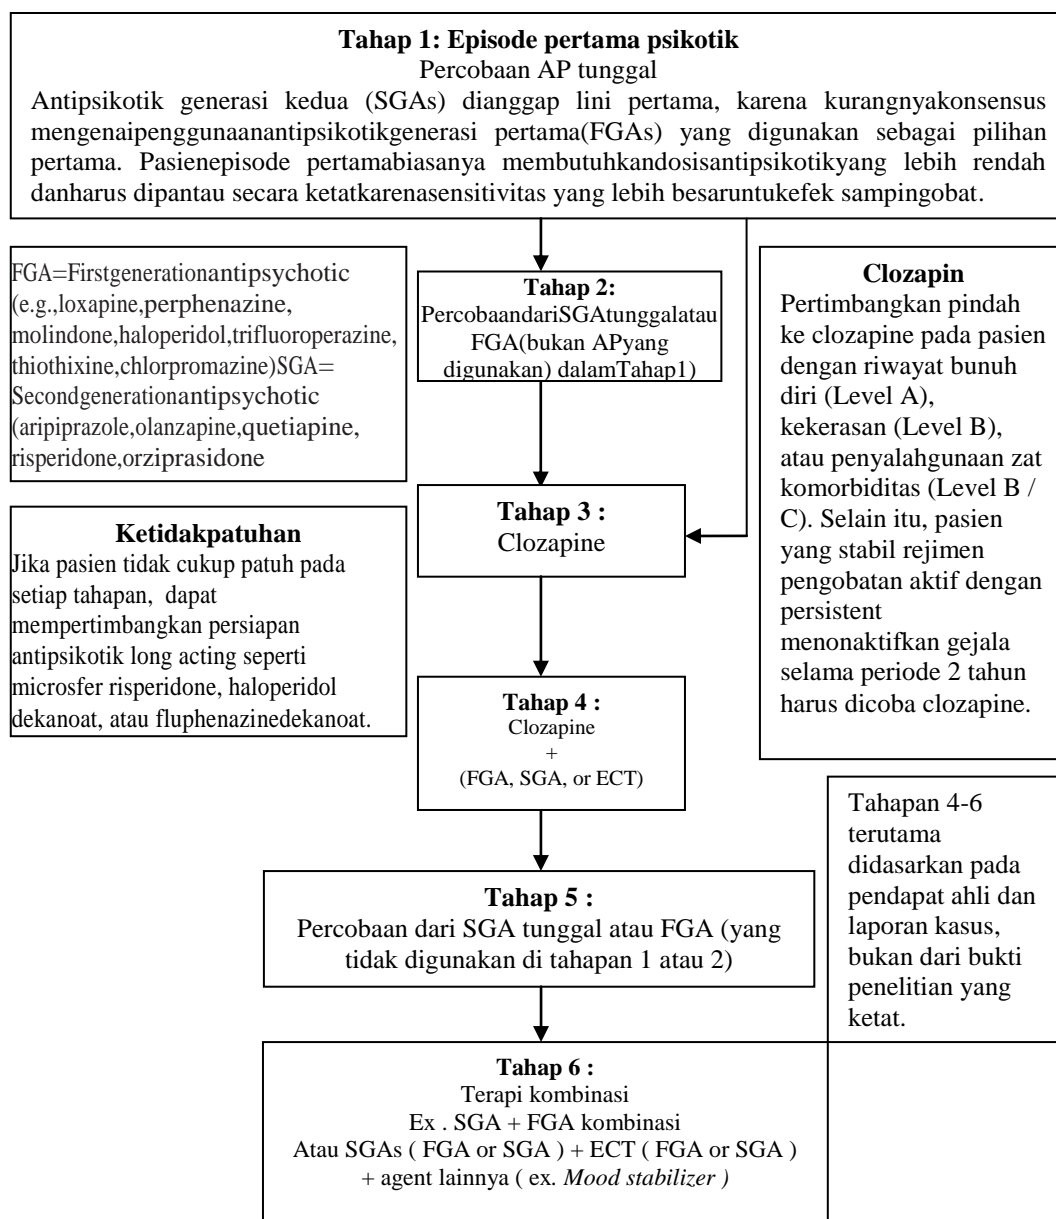 Tahap 1: Episode pertama psikotik
Percobaan AP tunggal
Antipsikotik generasi kedua (SGAs) dianggap lini pertama, karena kurangnyakonsensus
mengenaipenggunaanantipsikotikgenerasi pertama(FGAs) yang digunakan sebagai pilihan
pertama. Pasienepisode pertamabiasanya membutuhkandosisantipsikotikyang lebih rendah
danharus dipantau secara ketatkarenasensitivitas yang lebih besaruntukefek sampingobat.
FGA=Firstgenerationantipsychotic
(e.g.,loxapine,perphenazine,
molindone,haloperidol,trifluoroperazine,
thiothixine,chlorpromazine)SGA=
Secondgenerationantipsychotic
(aripiprazole,olanzapine,quetiapine,
risperidone,orziprasidone
Tahap 2:
PercobaandariSGAtunggalatau
FGA(bukan APyang
digunakan) dalamTahap1)
Clozapin
Pertimbangkan pindah
ke clozapine pada pasien
dengan riwayat bunuh
diri (Level A),
kekerasan (Level B),
atau penyalahgunaan zat
komorbiditas (Level B /
C). Selain itu, pasien
yang stabil rejimen
pengobatan aktif dengan
persistent
menonaktifkan gejala
selama periode 2 tahun
harus dicoba clozapine.
Tahap 3 :
Clozapine
Ketidakpatuhan
Jika pasien tidak cukup patuh pada
setiap tahapan, dapat
mempertimbangkan persiapan
antipsikotik long acting seperti
microsfer risperidone, haloperidol
dekanoat, atau fluphenazinedekanoat.
Tahap 4 :
Clozapine
+
(FGA, SGA, or ECT)
Tahapan 4-6
terutama
didasarkan pada
pendapat ahli dan
laporan kasus,
bukan dari bukti
penelitian yang
ketat.
Tahap 5 :
Percobaan dari SGA tunggal atau FGA (yang
tidak digunakan di tahapan 1 atau 2)
Tahap 6 :
Terapi kombinasi
Ex . SGA + FGA kombinasi
Atau SGAs ( FGA or SGA ) + ECT ( FGA or SGA )
+ agent lainnya ( ex. Mood stabilizer )